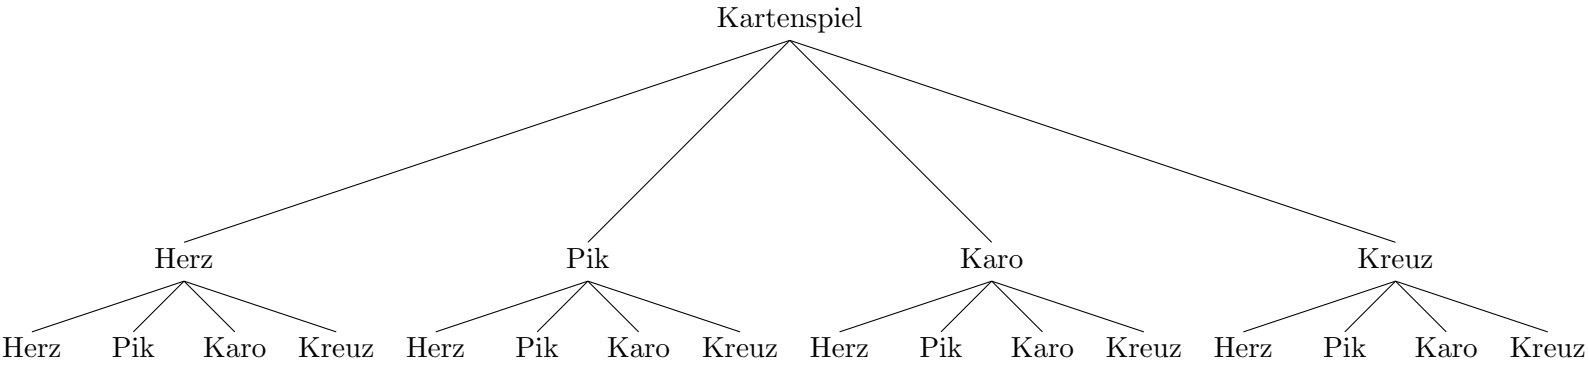 Kartenspiel
Herz Pik Karo Kreuz
Herz Pik Karo Kreuz Herz Pik Karo Kreuz Herz Pik Karo Kreuz Herz Pik Karo Kreuz